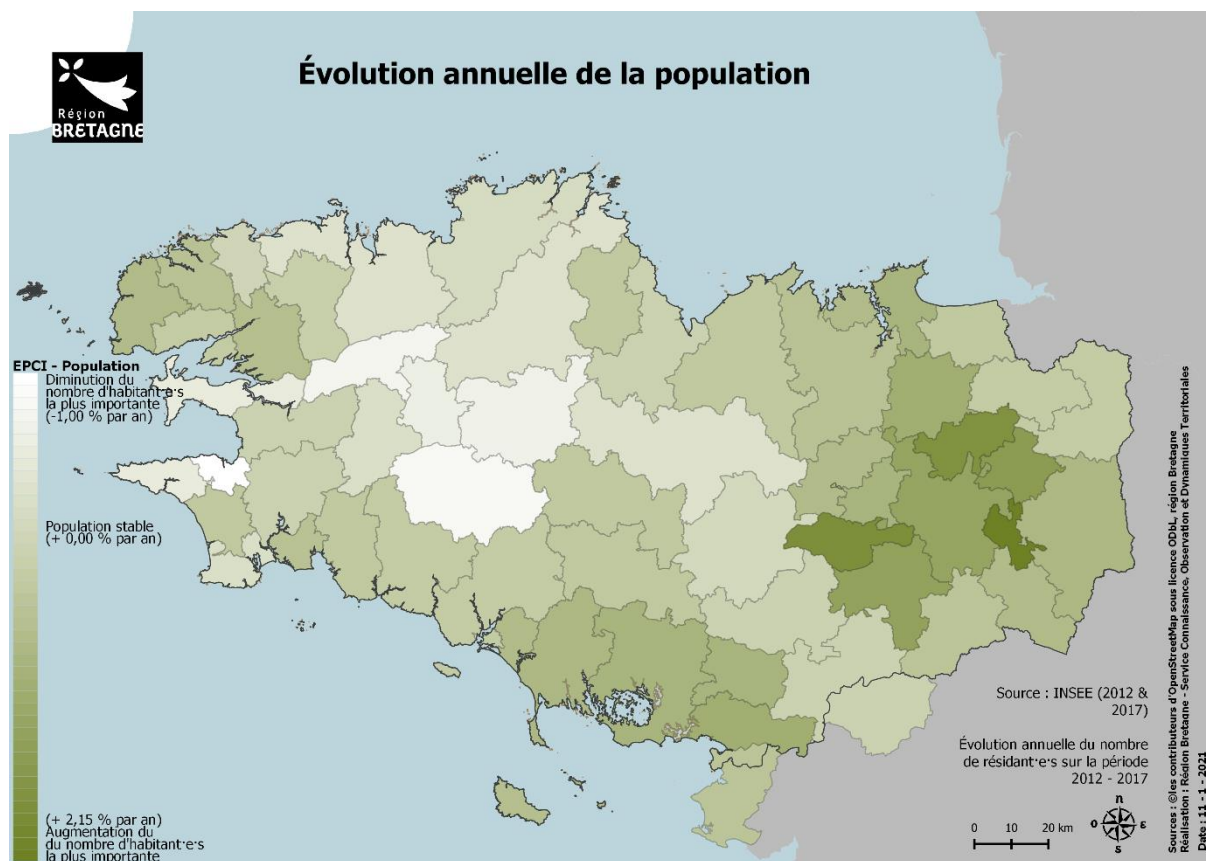 Évolution annuelle de la population
Région
BRETAGNE
EPCI - Population
Diminution du
nombre d'habitant·e·s
la plus importante
(-1,00 % par an)
Population stable
(+ 0,00 % par an)
(+ 2,15 % par an)
Augmentation du
du nombre d'habitant·e·s
la plus importante
Source : INSEE (2012 &
2017)
Évolution annuelle du nombre
de résidant·e·s sur la période
2012 - 2017
n
o
e
s
0 10 20 km
Sources : ©les contributeurs d'OpenStreetMap sous licence ODbL, région Bretagne
Réalisation : Région Bretagne - Service Connaissance, Observation et Dynamiques Territoriales
Date : 11 - 1 - 2021